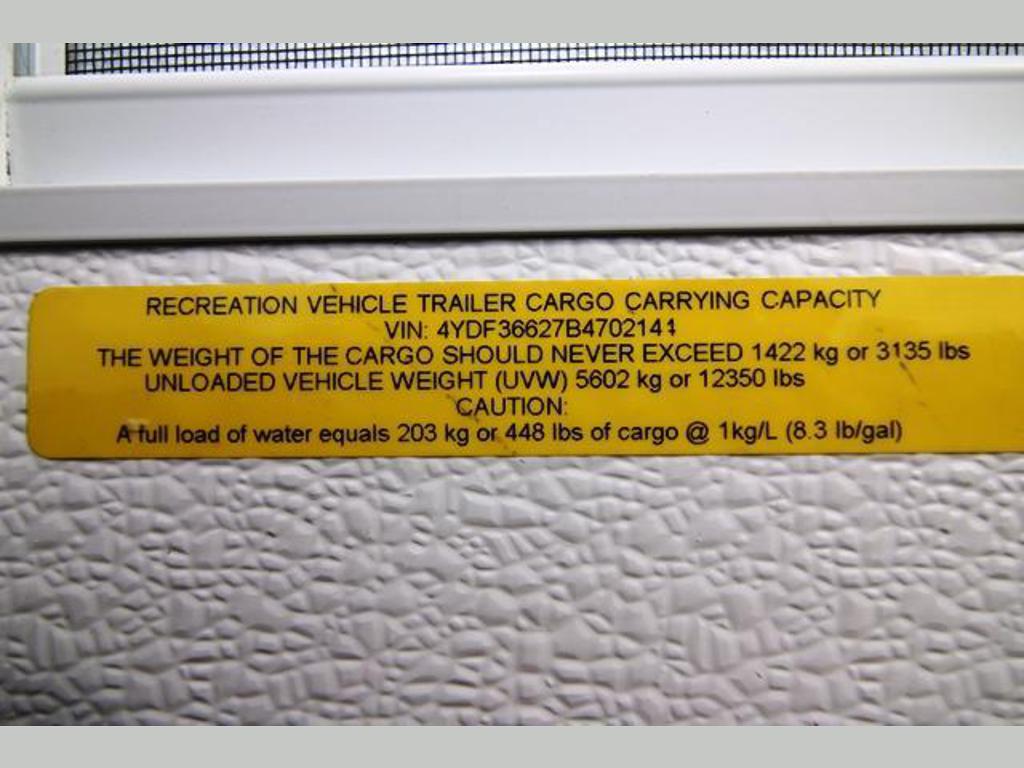 RECREATION VEHICLE TRAILER CARGO CARRYING CAPACITY
VIN: 4YDF36627B4702141
THE WEIGHT OF THE CARGO SHOULD NEVER EXCEED 1422 kg or 3135 lbs
UNLOADED VEHICLE WEIGHT (UVW) 5602 kg or 12350 lbs
CAUTION:
A full load of water equals 203 kg or 448 lbs of cargo @ 1kg/L (8.3 lb/gal)